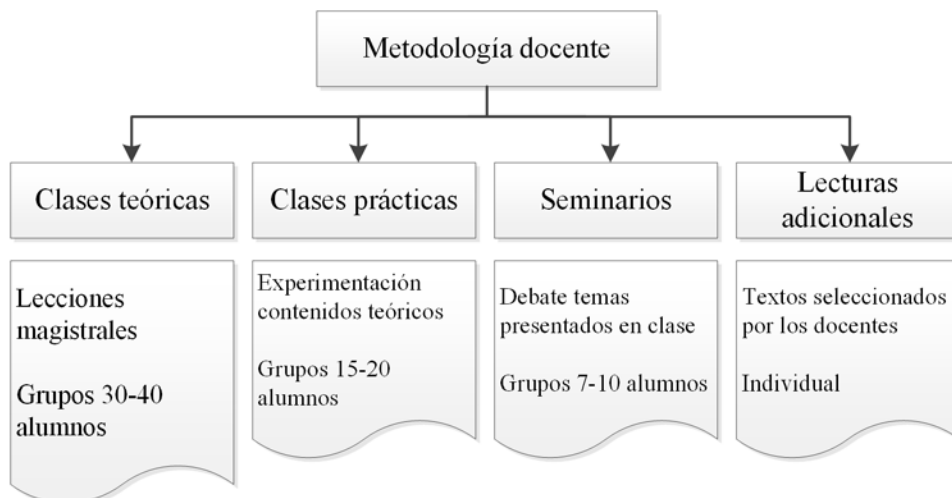 Metodología docente
Clases teóricas
Clases prácticas
Seminarios
Lecturas
adicionales
Lecciones
magistrales
Grupos 30-40
alumnos
Experimentación
contenidos teóricos
Grupos 15-20
alumnos
Debate temas
presentados en clase
Grupos 7-10 alumnos
Textos seleccionados
por los docentes
Individual